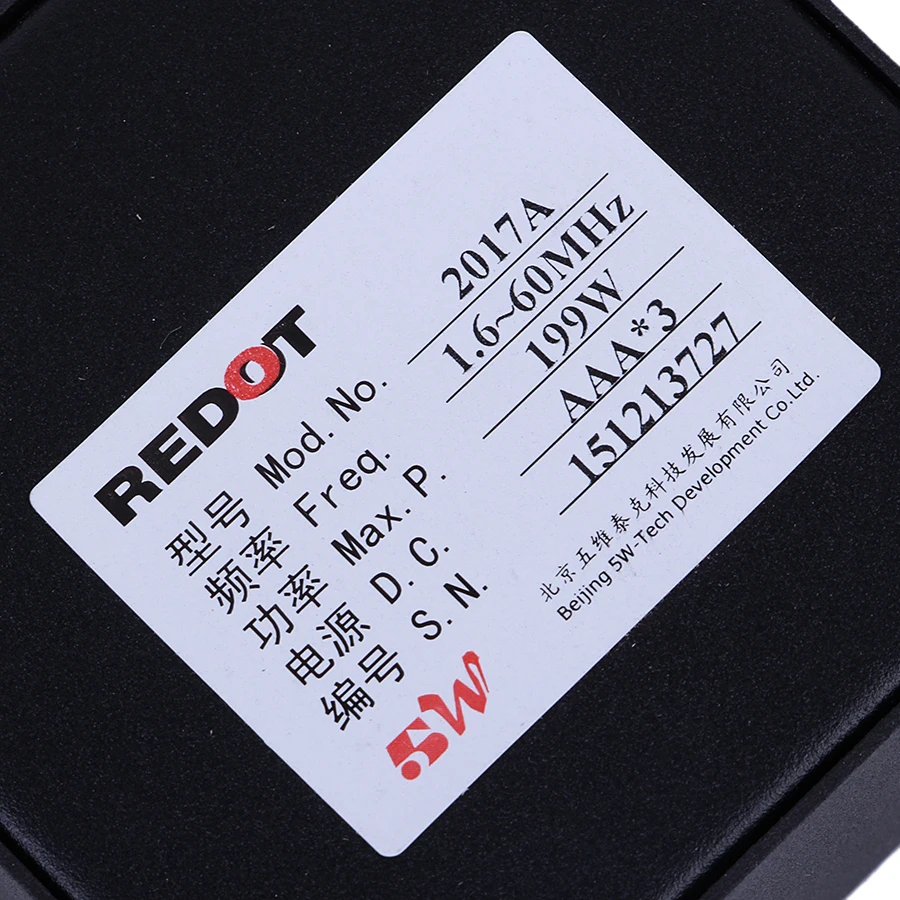 REDOT
型号 Mod. No. 2017A
频率 Freq. 1.6~60MHz
功率 Max. P. 199W
电源 D. C. AAA*3
编号 S. N. 151213727
5W
北京五维泰克科技发展有限公司
Beijing 5W-Tech Development Co.Ltd.